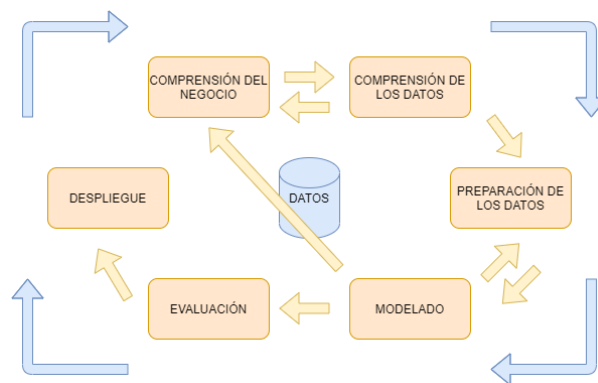 COMPRENSIÓN DEL
NEGOCIO
COMPRENSIÓN DE
LOS DATOS
DESPLIEGUE
DATOS
PREPARACIÓN DE
LOS DATOS
EVALUACIÓN
MODELADO